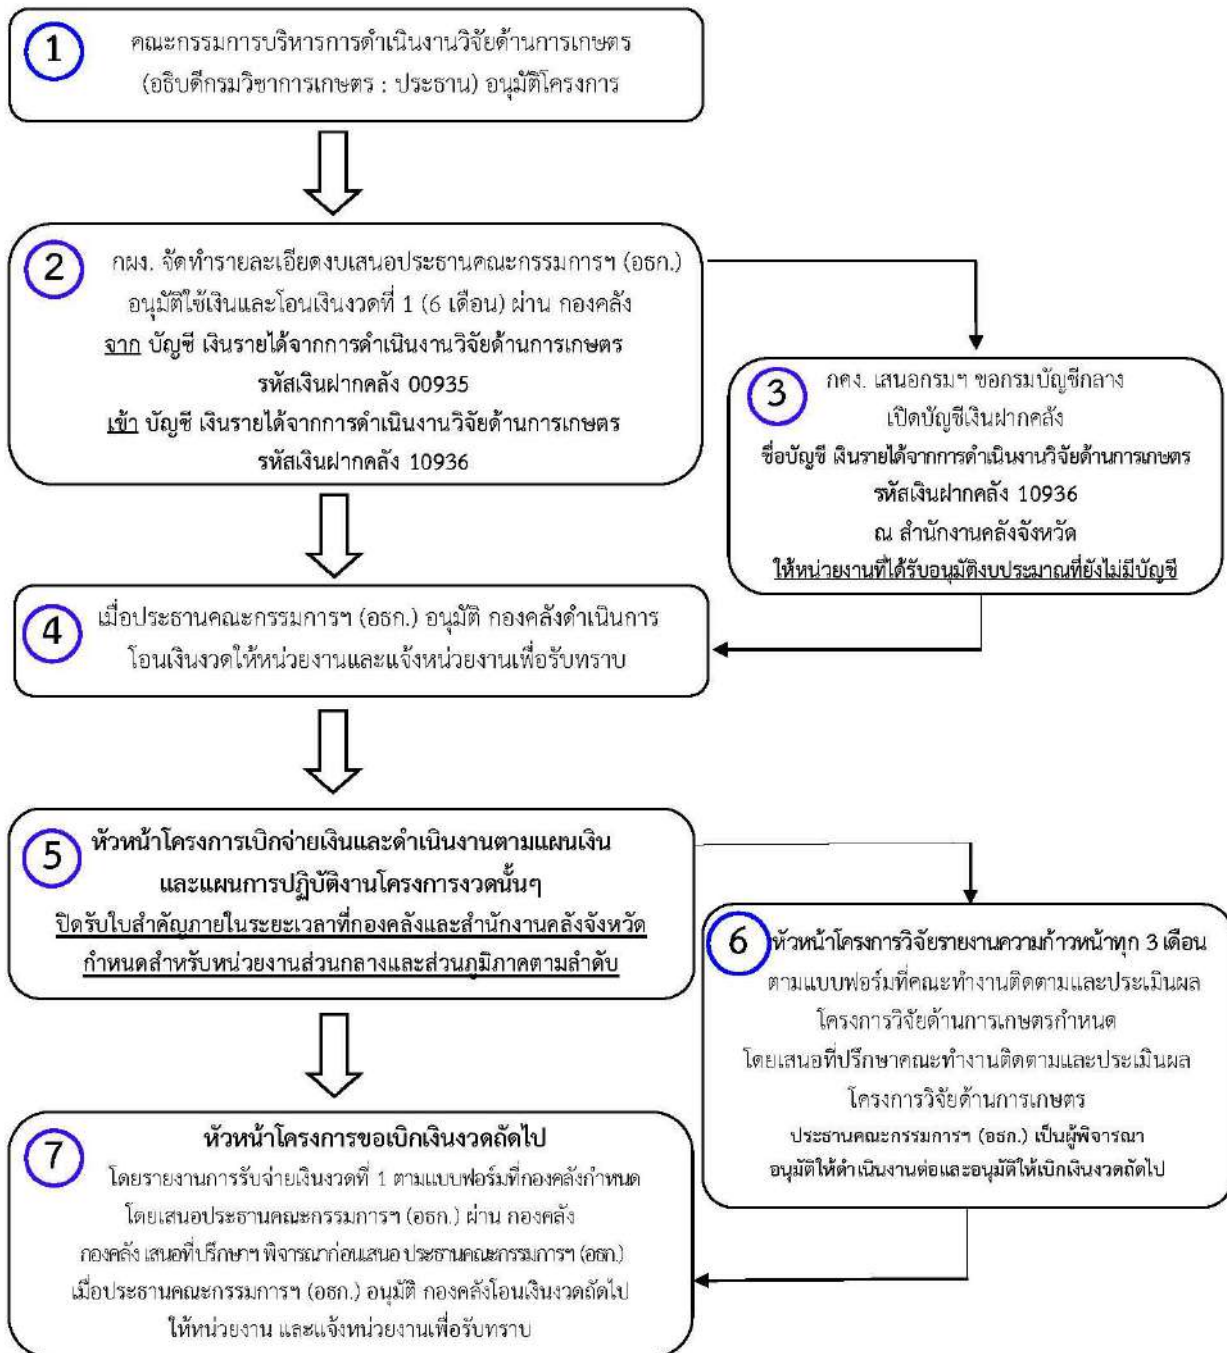 1
คณะกรรมการบริหารการดำเนินงานวิจัยด้านการเกษตร
(อธิบดีกรมวิชาการเกษตร : ประธาน) อนุมัติโครงการ
2
กผง. จัดทำรายละเอียดงบเสนอประธานคณะกรรมการฯ (อธก.)
อนุมัติใช้เงินและโอนเงินงวดที่ 1 (6 เดือน) ผ่าน กองคลัง
จาก บัญชี เงินรายได้จากการดำเนินงานวิจัยด้านการเกษตร
รหัสเงินฝากคลัง 00935
เข้า บัญชี เงินรายได้จากการดำเนินงานวิจัยด้านการเกษตร
รหัสเงินฝากคลัง 10936
3
กคง. เสนอกรมฯ ขอกรมบัญชีกลาง
เปิดบัญชีเงินฝากคลัง
ชื่อบัญชี เงินรายได้จากการดำเนินงานวิจัยด้านการเกษตร
รหัสเงินฝากคลัง 10936
ณ สำนักงานคลังจังหวัด
ให้หน่วยงานที่ได้รับอนุมัติงบประมาณที่ยังไม่มีบัญชี
4
เมื่อประธานคณะกรรมการฯ (อธก.) อนุมัติ กองคลังดำเนินการ
โอนเงินงวดให้หน่วยงานและแจ้งหน่วยงานเพื่อรับทราบ
5
หัวหน้าโครงการเบิกจ่ายเงินและดำเนินงานตามแผนเงิน
และแผนการปฏิบัติงานโครงการงวดนั้นๆ
ปิดรับใบสำคัญภายในระยะเวลาที่กองคลังและสำนักงานคลังจังหวัด
กำหนดสำหรับหน่วยงานส่วนกลางและส่วนภูมิภาคตามลำดับ
6
หัวหน้าโครงการวิจัยรายงานความก้าวหน้าทุก 3 เดือน
ตามแบบฟอร์มที่คณะทำงานติดตามและประเมินผล
โครงการวิจัยด้านการเกษตรกำหนด
โดยเสนอที่ปรึกษาคณะทำงานติดตามและประเมินผล
โครงการวิจัยด้านการเกษตร
ประธานคณะกรรมการฯ (อธก.) เป็นผู้พิจารณา
อนุมัติให้ดำเนินงานต่อและอนุมัติให้เบิกเงินงวดถัดไป
7
หัวหน้าโครงการขอเบิกเงินงวดถัดไป
โดยรายงานการรับจ่ายเงินงวดที่ 1 ตามแบบฟอร์มที่กองคลังกำหนด
โดยเสนอประธานคณะกรรมการฯ (อธก.) ผ่าน กองคลัง
กองคลัง เสนอที่ปรึกษาฯ พิจารณาก่อนเสนอ ประธานคณะกรรมการฯ (อธก.)
เมื่อประธานคณะกรรมการฯ (อธก.) อนุมัติ กองคลังโอนเงินงวดถัดไป
ให้หน่วยงาน และแจ้งหน่วยงานเพื่อรับทราบ